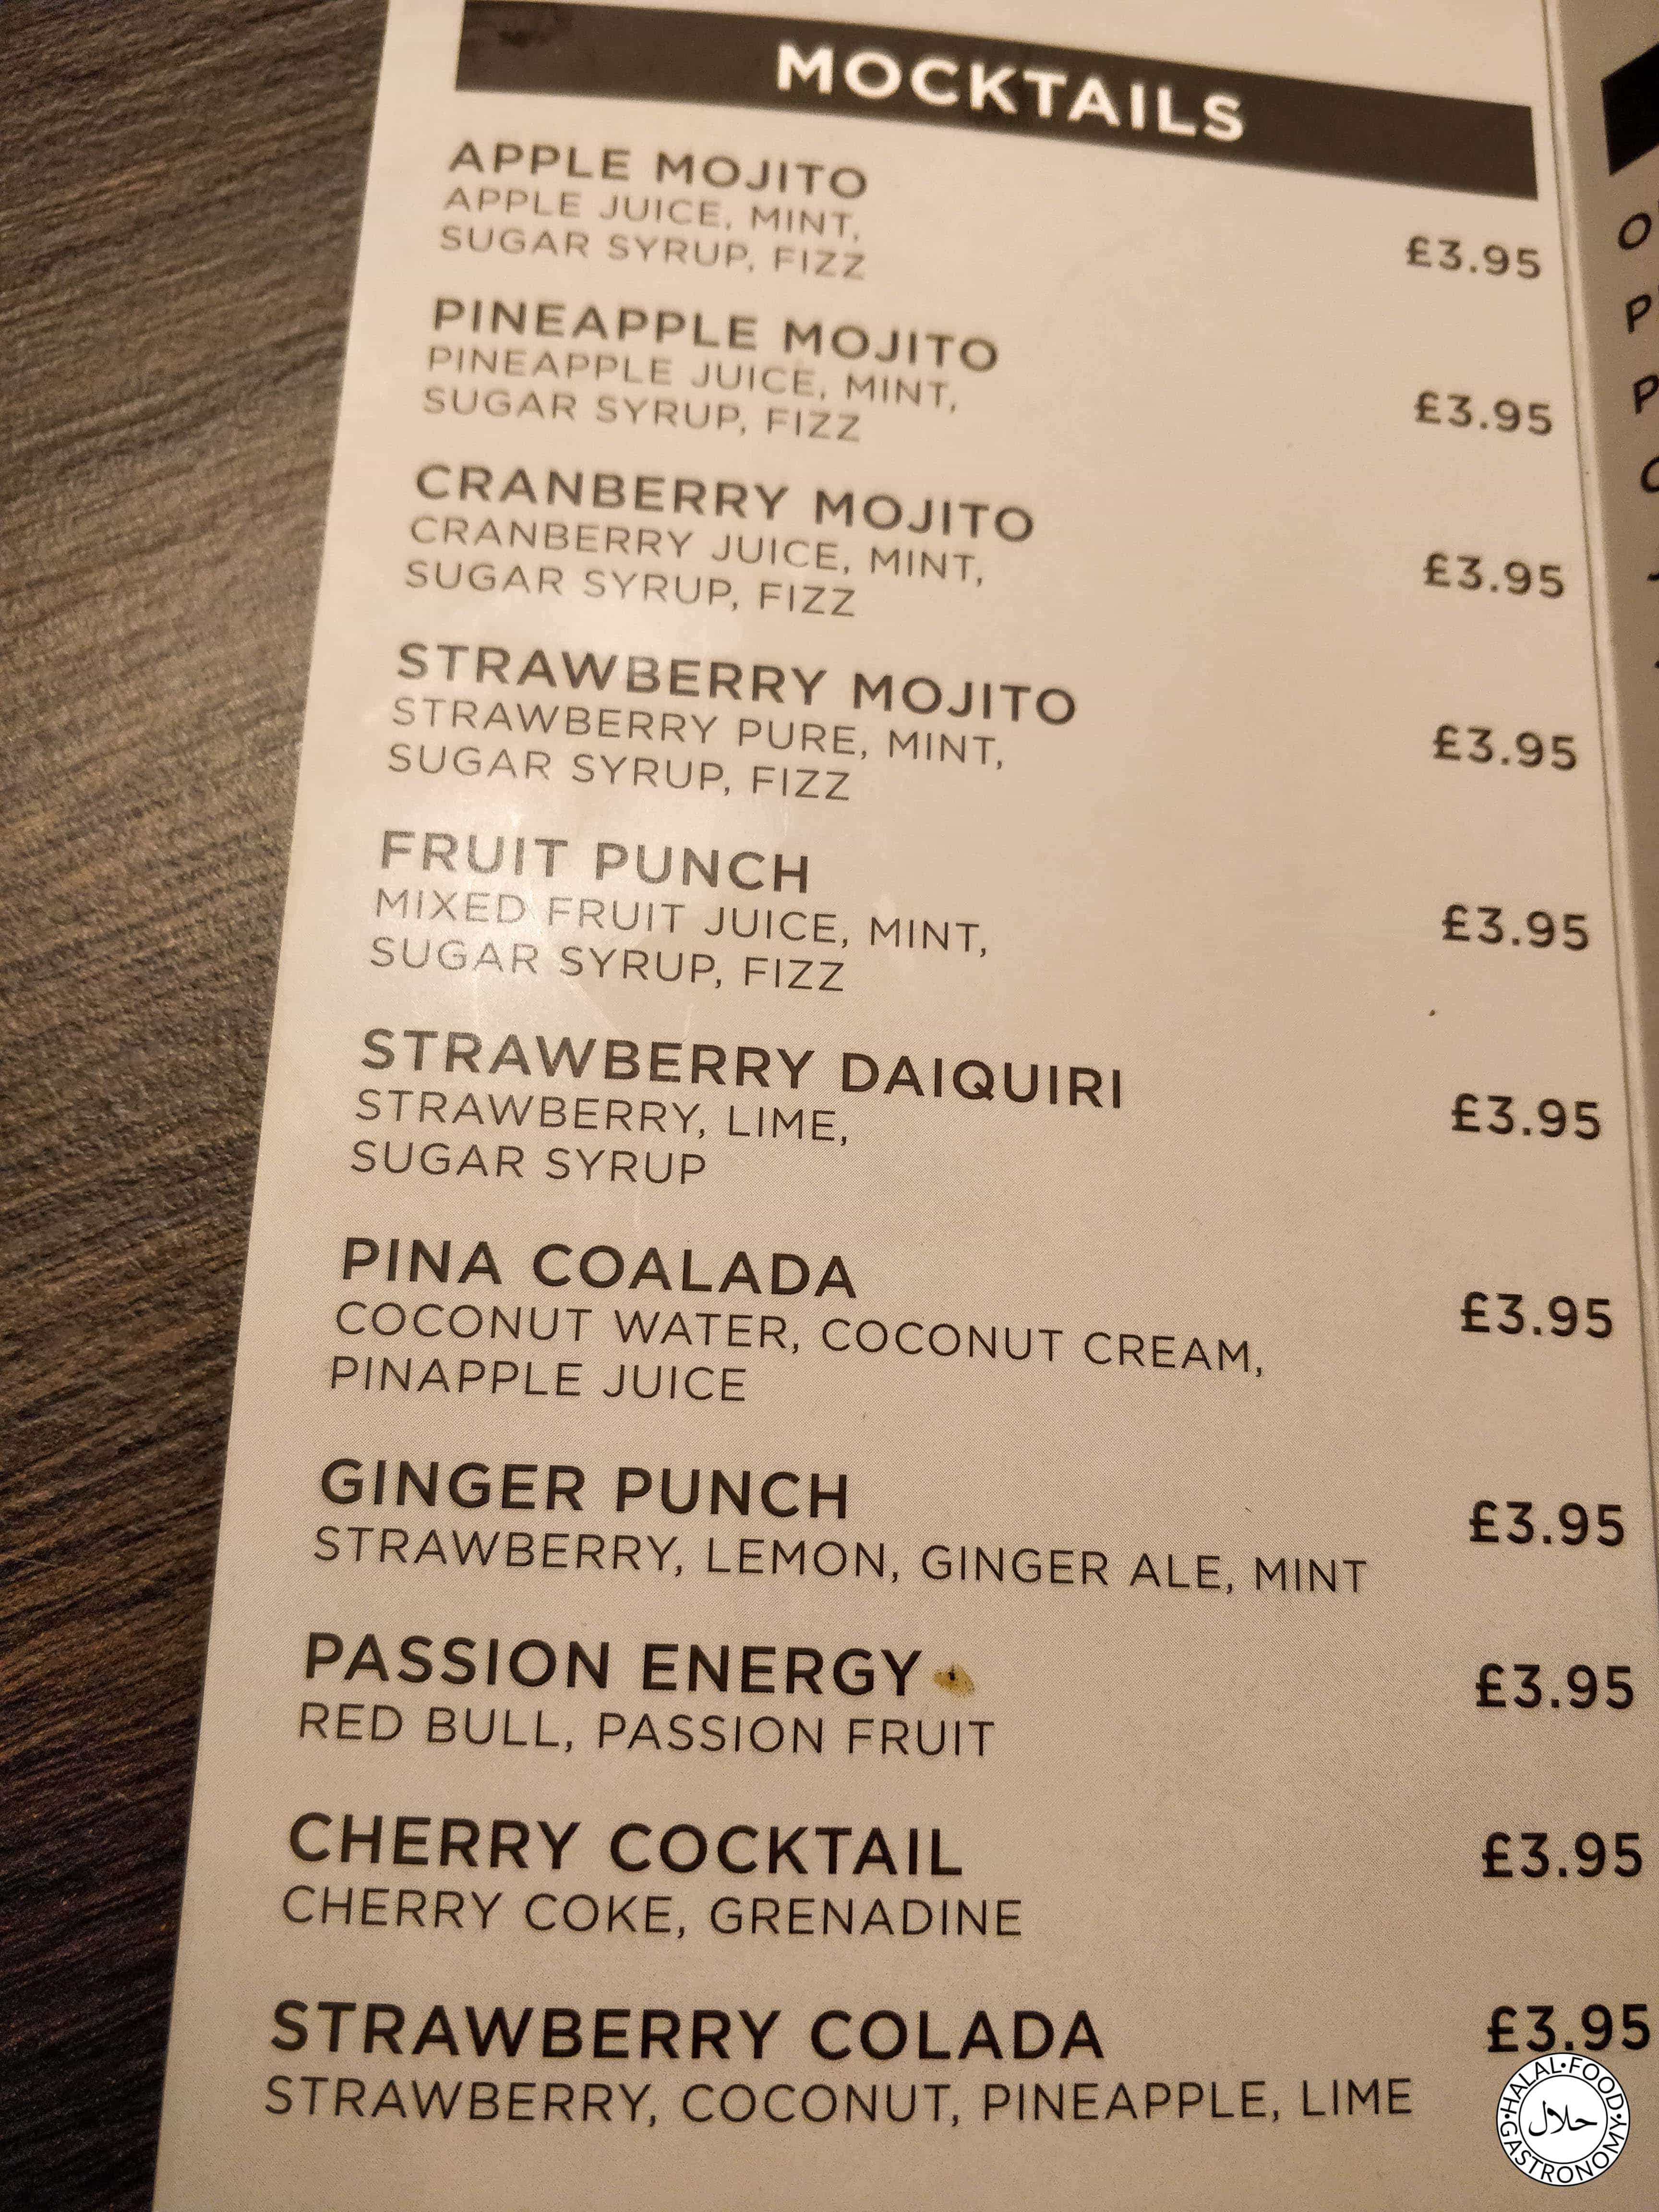 MOCKTAILS
APPLE MOJITO
APPLE JUICE, MINT,
SUGAR SYRUP, FIZZ
£3.95
PINEAPPLE MOJITO
PINEAPPLE JUICE, MINT,
SUGAR SYRUP, FIZZ
£3.95
CRANBERRY MOJITO
CRANBERRY JUICE, MINT,
SUGAR SYRUP, FIZZ
£3.95
STRAWBERRY MOJITO
STRAWBERRY PURE, MINT,
SUGAR SYRUP, FIZZ
£3.95
FRUIT PUNCH
MIXED FRUIT JUICE, MINT,
SUGAR SYRUP, FIZZ
£3.95
STRAWBERRY DAIQUIRI
STRAWBERRY, LIME,
SUGAR SYRUP
£3.95
PINA COALADA
COCONUT WATER, COCONUT CREAM,
PINAPPLE JUICE
£3.95
GINGER PUNCH
STRAWBERRY, LEMON, GINGER ALE, MINT
£3.95
PASSION ENERGY
RED BULL, PASSION FRUIT
£3.95
CHERRY COCKTAIL
CHERRY COKE, GRENADINE
£3.95
STRAWBERRY COLADA
STRAWBERRY, COCONUT, PINEAPPLE, LIME
£3.95
HALAL·FOOD·GASTRONOMY
حلال